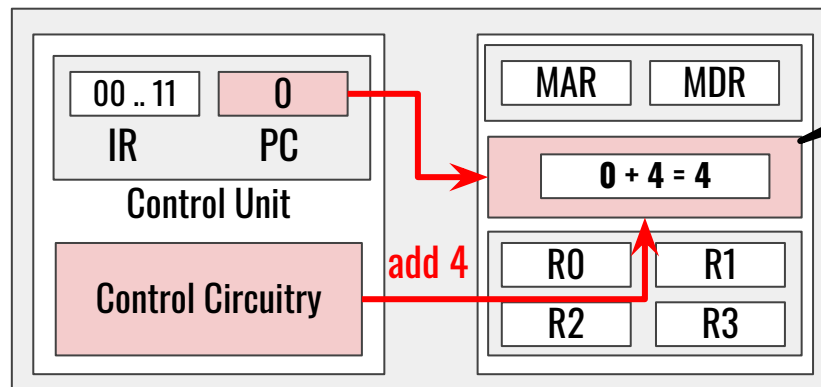 00 .. 11
0
IR
PC
Control Unit
Control Circuitry
add 4
MAR
MDR
0 + 4 = 4
R0
R1
R2
R3